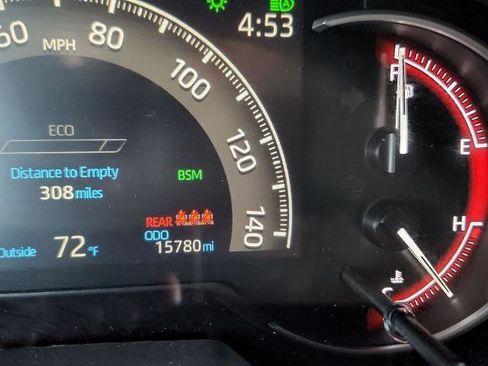 60
MPH
80
100
120
140
4:53
A
ECO
Distance to Empty
308 miles
BSM
REAR
ODO
Outside 72 °F
15780 mi
F
E
H
C